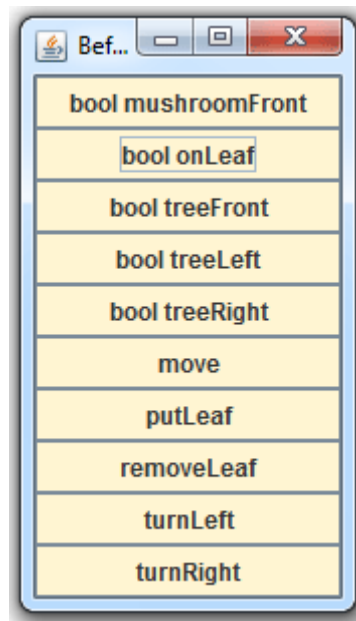 Bef...
bool mushroomFront
bool onLeaf
bool treeFront
bool treeLeft
bool treeRight
move
putLeaf
removeLeaf
turnLeft
turnRight